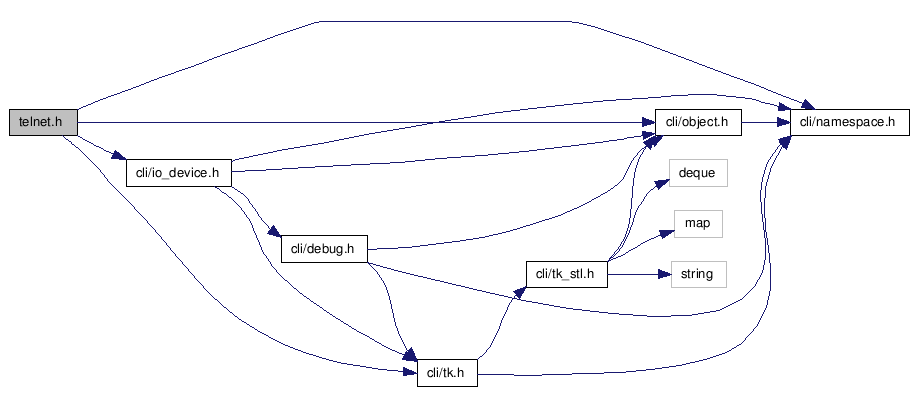 telnet.h
cli/object.h
cli/namespace.h
cli/io_device.h
deque
map
cli/debug.h
cli/tk_stl.h
string
cli/tk.h